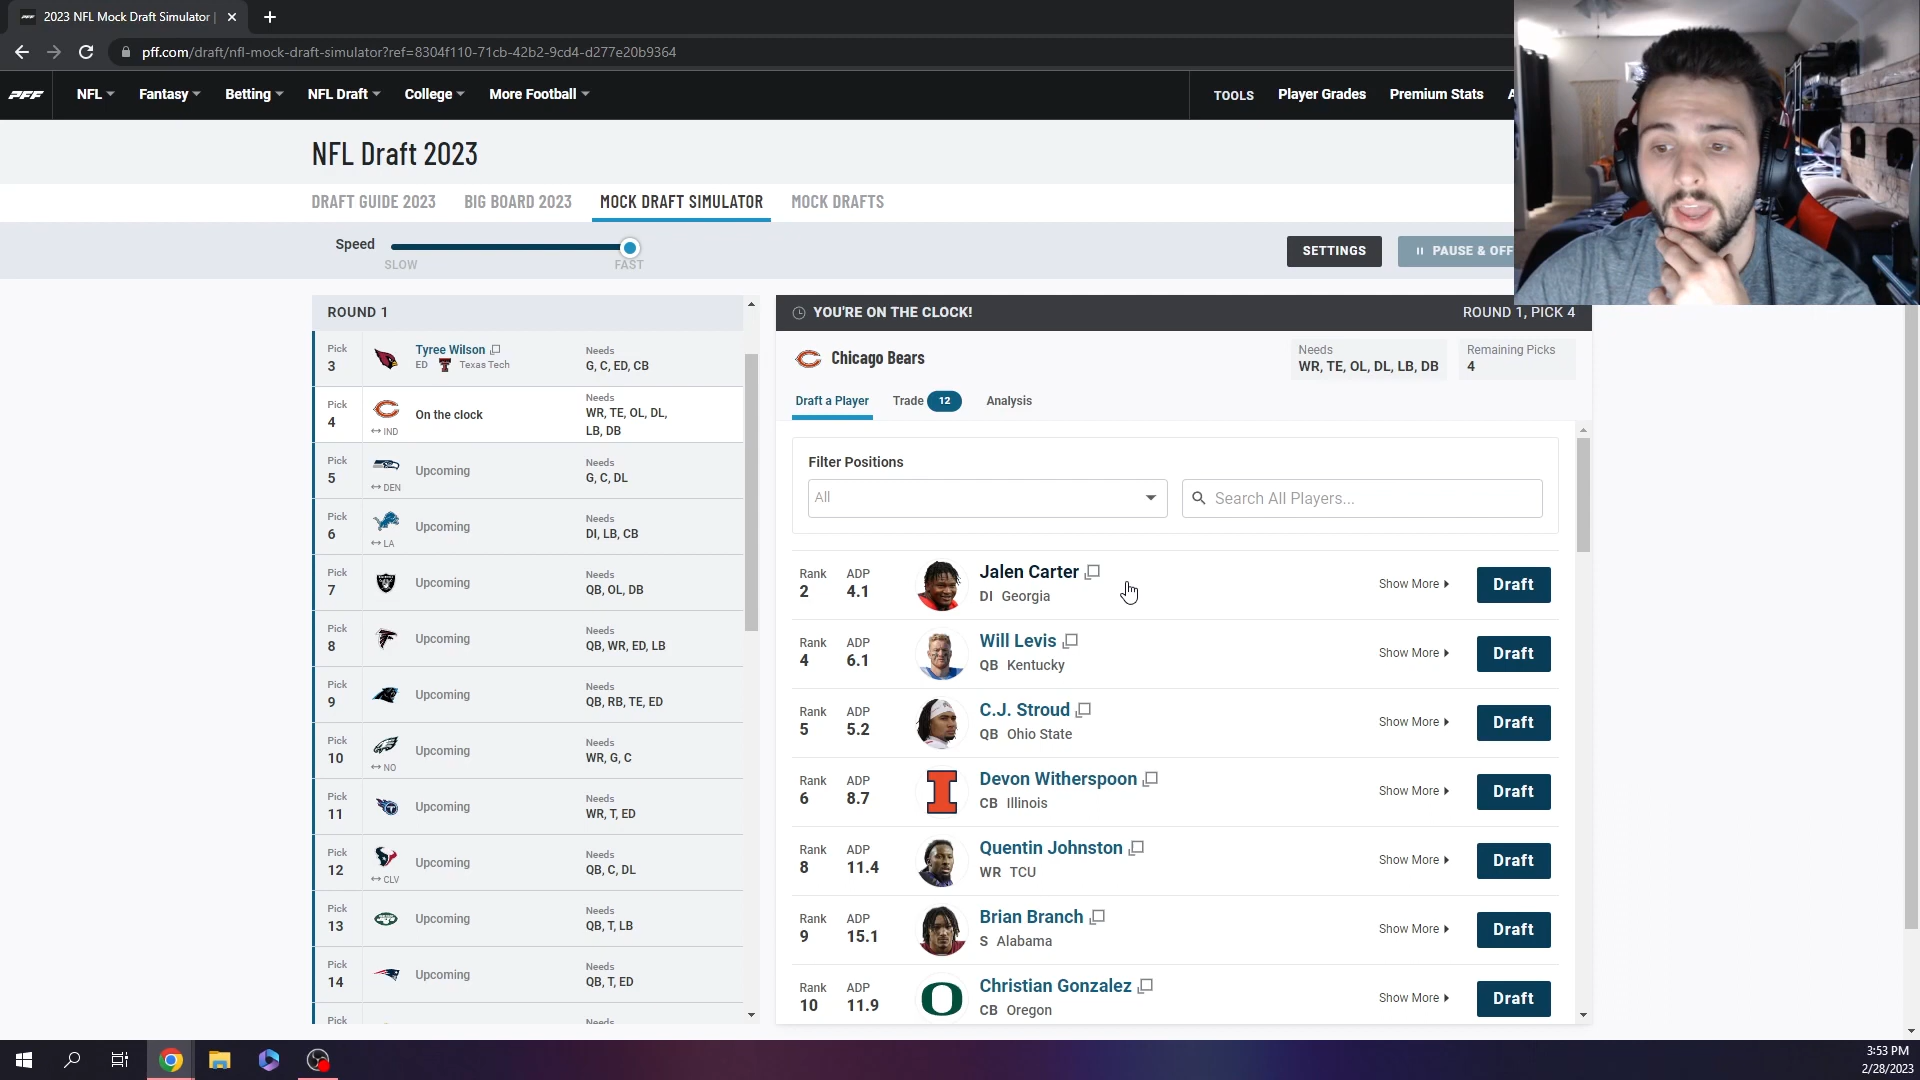 2023 NFL Mock Draft Simulator |
pff.com/draft/nfl-mock-draft-simulator?ref=8304f110-71cb-42b2-9cd4-d277e20b9364
PFF NFL Fantasy Betting NFL Draft College More Football TOOLS Player Grades Premium Stats A
NFL Draft 2023
DRAFT GUIDE 2023 BIG BOARD 2023 MOCK DRAFT SIMULATOR MOCK DRAFTS
Speed
SLOW FAST
SETTINGS PAUSE & OFF
ROUND 1
Pick 3 Tyree Wilson ED Texas Tech Needs G, C, ED, CB
Pick 4 IND On the clock Needs WR, TE, OL, DL, LB, DB
Pick 5 DEN Upcoming Needs G, C, DL
Pick 6 LA Upcoming Needs DI, LB, CB
Pick 7 Upcoming Needs QB, OL, DB
Pick 8 Upcoming Needs QB, WR, ED, LB
Pick 9 Upcoming Needs QB, RB, TE, ED
Pick 10 NO Upcoming Needs WR, G, C
Pick 11 Upcoming Needs WR, T, ED
Pick 12 CLV Upcoming Needs QB, C, DL
Pick 13 Upcoming Needs QB, T, LB
Pick 14 Upcoming Needs QB, T, ED
Pick Needs
YOU'RE ON THE CLOCK! ROUND 1, PICK 4
Chicago Bears
Needs
WR, TE, OL, DL, LB, DB
Remaining Picks
4
Draft a Player Trade 12 Analysis
Filter Positions
All Search All Players...
Rank 2 ADP 4.1 Jalen Carter DI Georgia Show More Draft
Rank 4 ADP 6.1 Will Levis QB Kentucky Show More Draft
Rank 5 ADP 5.2 C.J. Stroud QB Ohio State Show More Draft
Rank 6 ADP 8.7 Devon Witherspoon CB Illinois Show More Draft
Rank 8 ADP 11.4 Quentin Johnston WR TCU Show More Draft
Rank 9 ADP 15.1 Brian Branch S Alabama Show More Draft
Rank 10 ADP 11.9 Christian Gonzalez CB Oregon Show More Draft
3:53 PM
2/28/2023